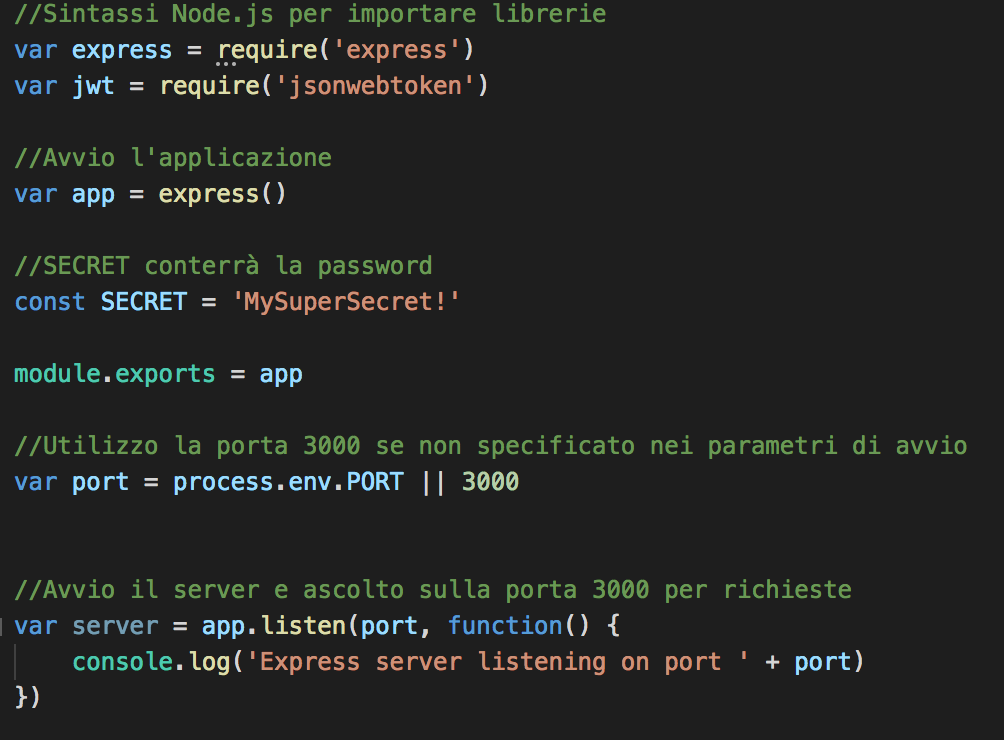 //Sintassi Node.js per importare librerie
var express = require('express')
var jwt = require('jsonwebtoken')
//Avvio l'applicazione
var app = express()
//SECRET conterrà la password
const SECRET = 'MySuperSecret!'
module.exports = app
//Utilizzo la porta 3000 se non specificato nei parametri di avvio
var port = process.env.PORT || 3000
//Avvio il server e ascolto sulla porta 3000 per richieste
var server = app.listen(port, function() {
    console.log('Express server listening on port ' + port)
})